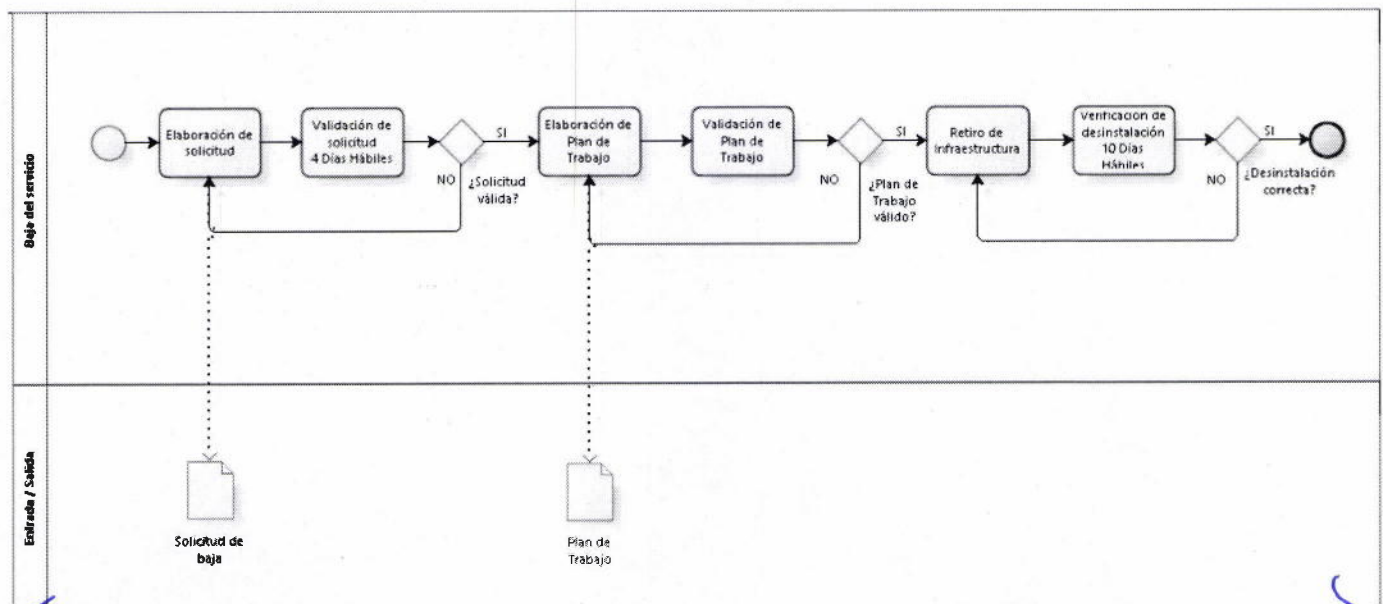 Baja del servicio
Elaboración de
solicitud
Validación de
solicitud
4 Días Hábiles
SI
NO
¿Solicitud
válida?
Elaboración de
Plan de
Trabajo
Validación de
Plan de
Trabajo
SI
NO
¿Plan de
Trabajo
válido?
Retiro de
Infraestructura
Verificación de
desinstalación
10 Días
Hábiles
SI
NO
¿Desinstalación
correcta?
Entrada / Salida
Solicitud de
baja
Plan de
Trabajo